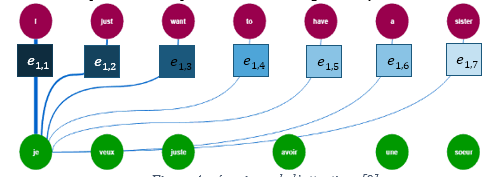 I just want to have a sister
e1,1 e1,2 e1,3 e1,4 e1,5 e1,6 e1,7
je veux juste avoir une soeur